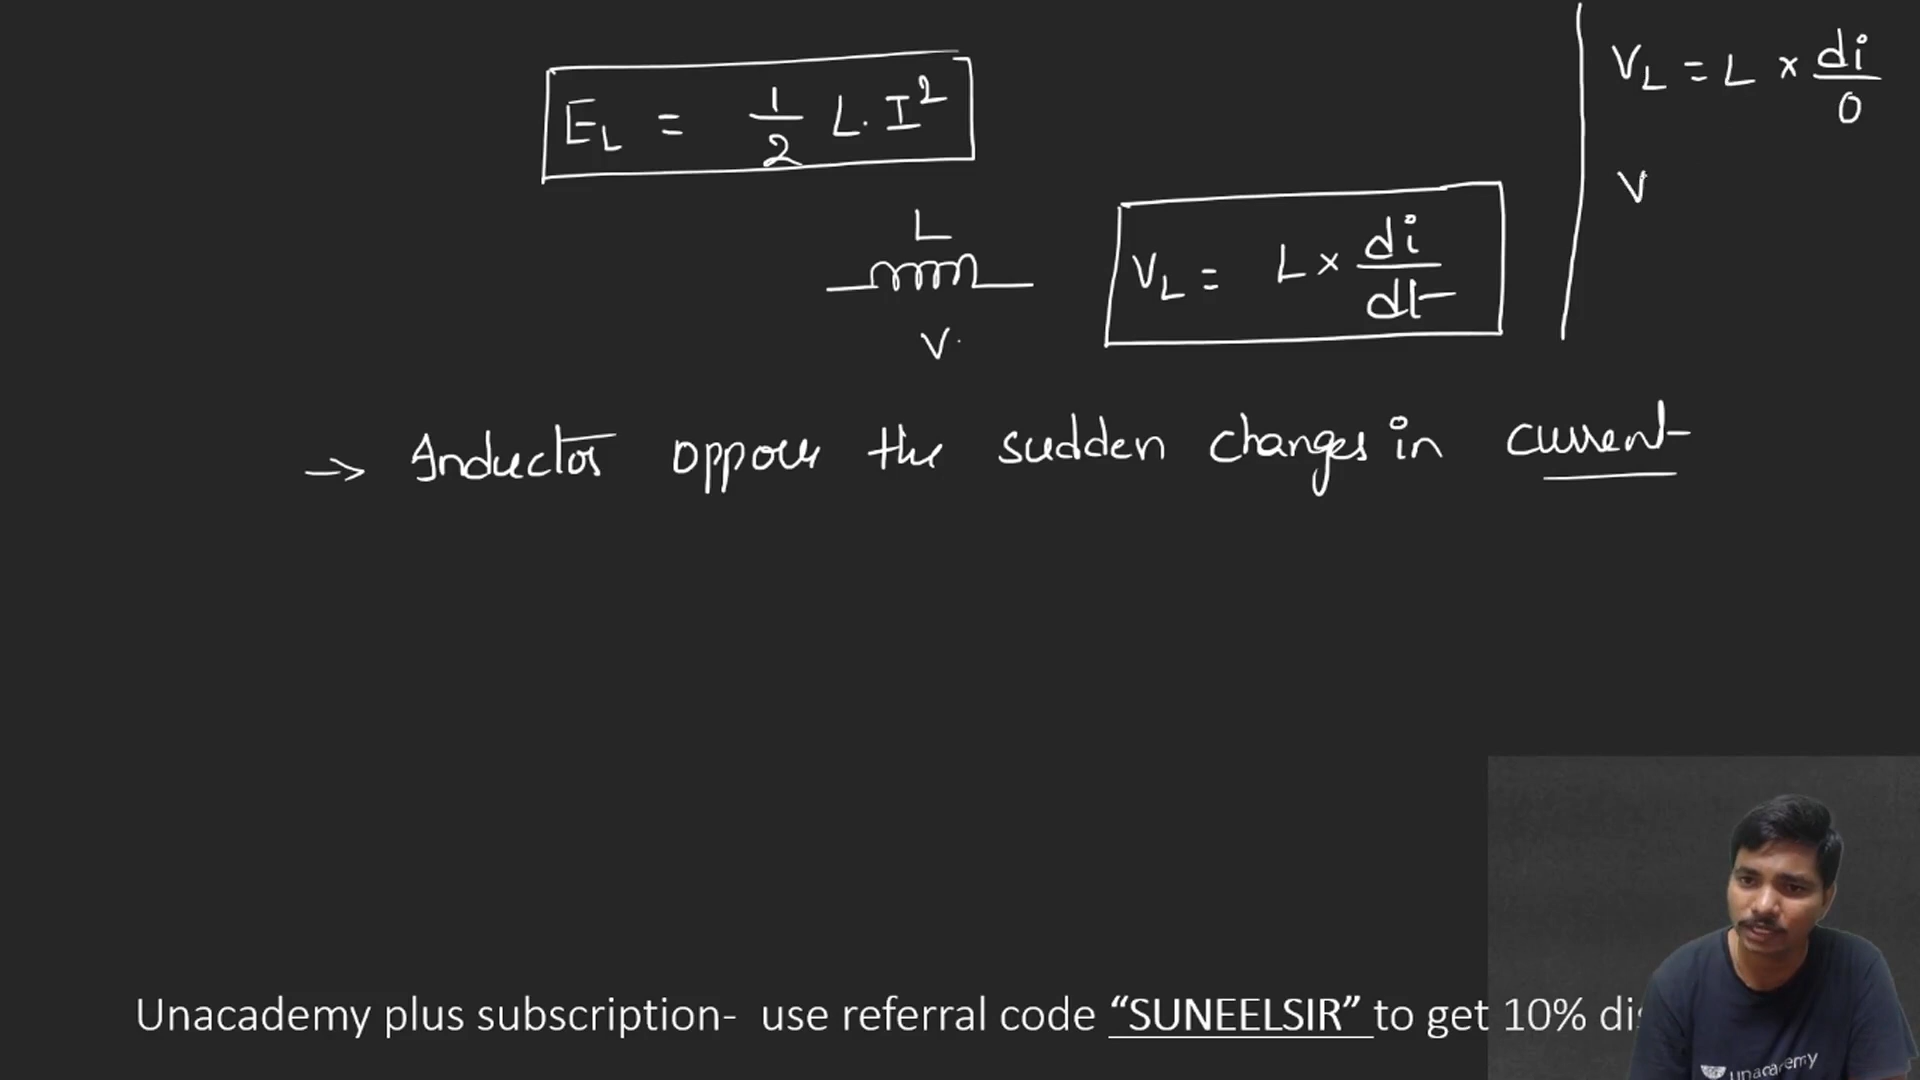 E_L = 1/2 L. I^2
V_L = L × di/0
V
L
V.
V_L = L × di/dt
→ Inductor oppose the sudden changes in current
Unacademy plus subscription- use referral code “SUNEELSIR” to get 10% dis
unacademy